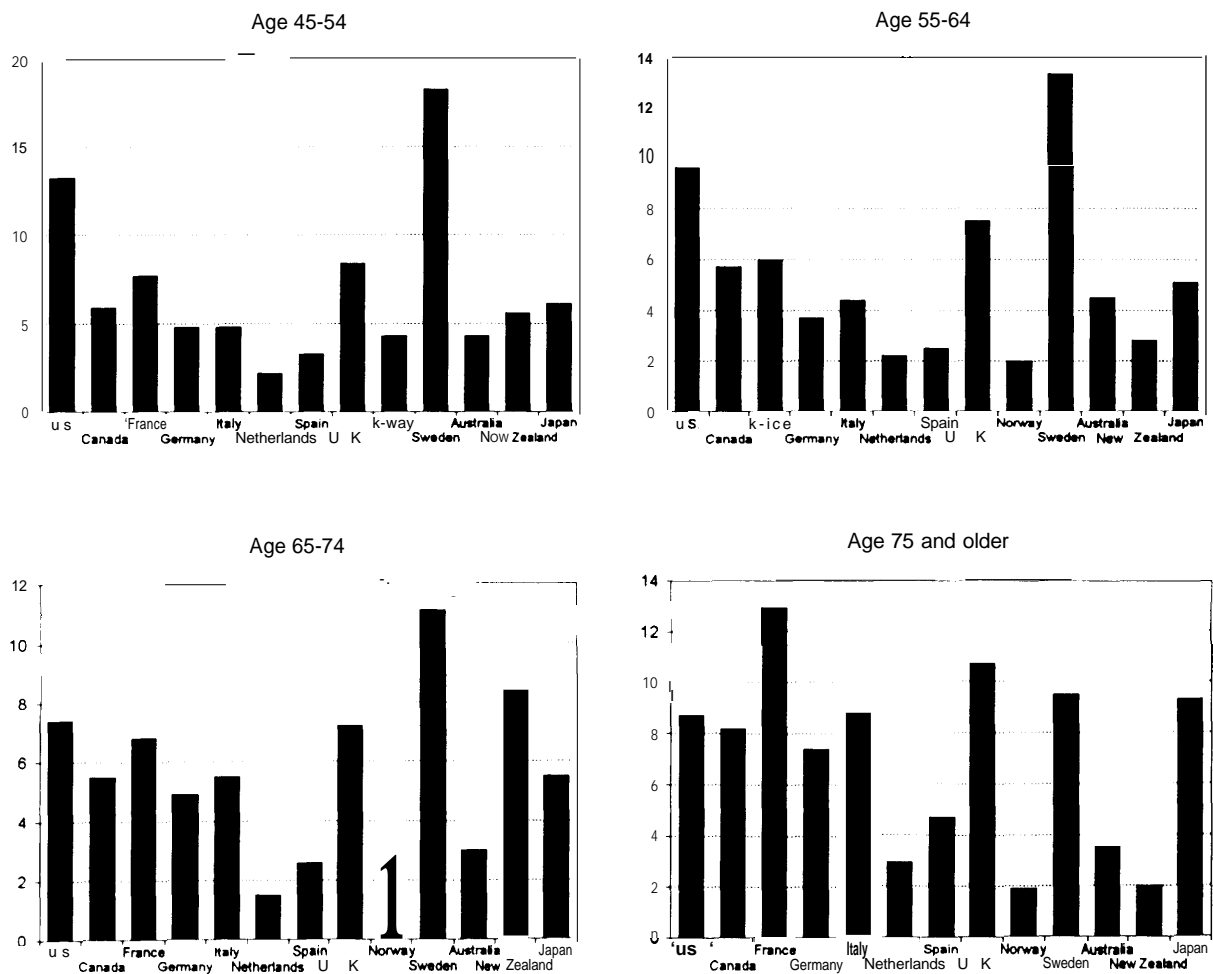 Age 45-54
20
15
10
5
0
u s
'France
Italy
Spain
k-way
Australia
Japan
Canada
Germany
Netherlands U K
Sweden
Now Zealand
Age 55-64
14
12
10
8
6
4
2
0
u s.
k-ice
Italy
Spain
Norway
Australia
Japan
Canada
Germany
Netherlands
U K
Sweden
New Zealand
Age 65-74
12
10
8
6
4
2
0
1
u s
France
Italy
Spain
Norway
Australia
Japan
Canada
Germany
Netherlands U K
Sweden
New Zealand
Age 75 and older
14
12
10
8
6
4
2
0
'us '
France
Italy
Spain
Norway
Australia
Japan
Canada
Germany
Netherlands U K
Sweden
New Zealand